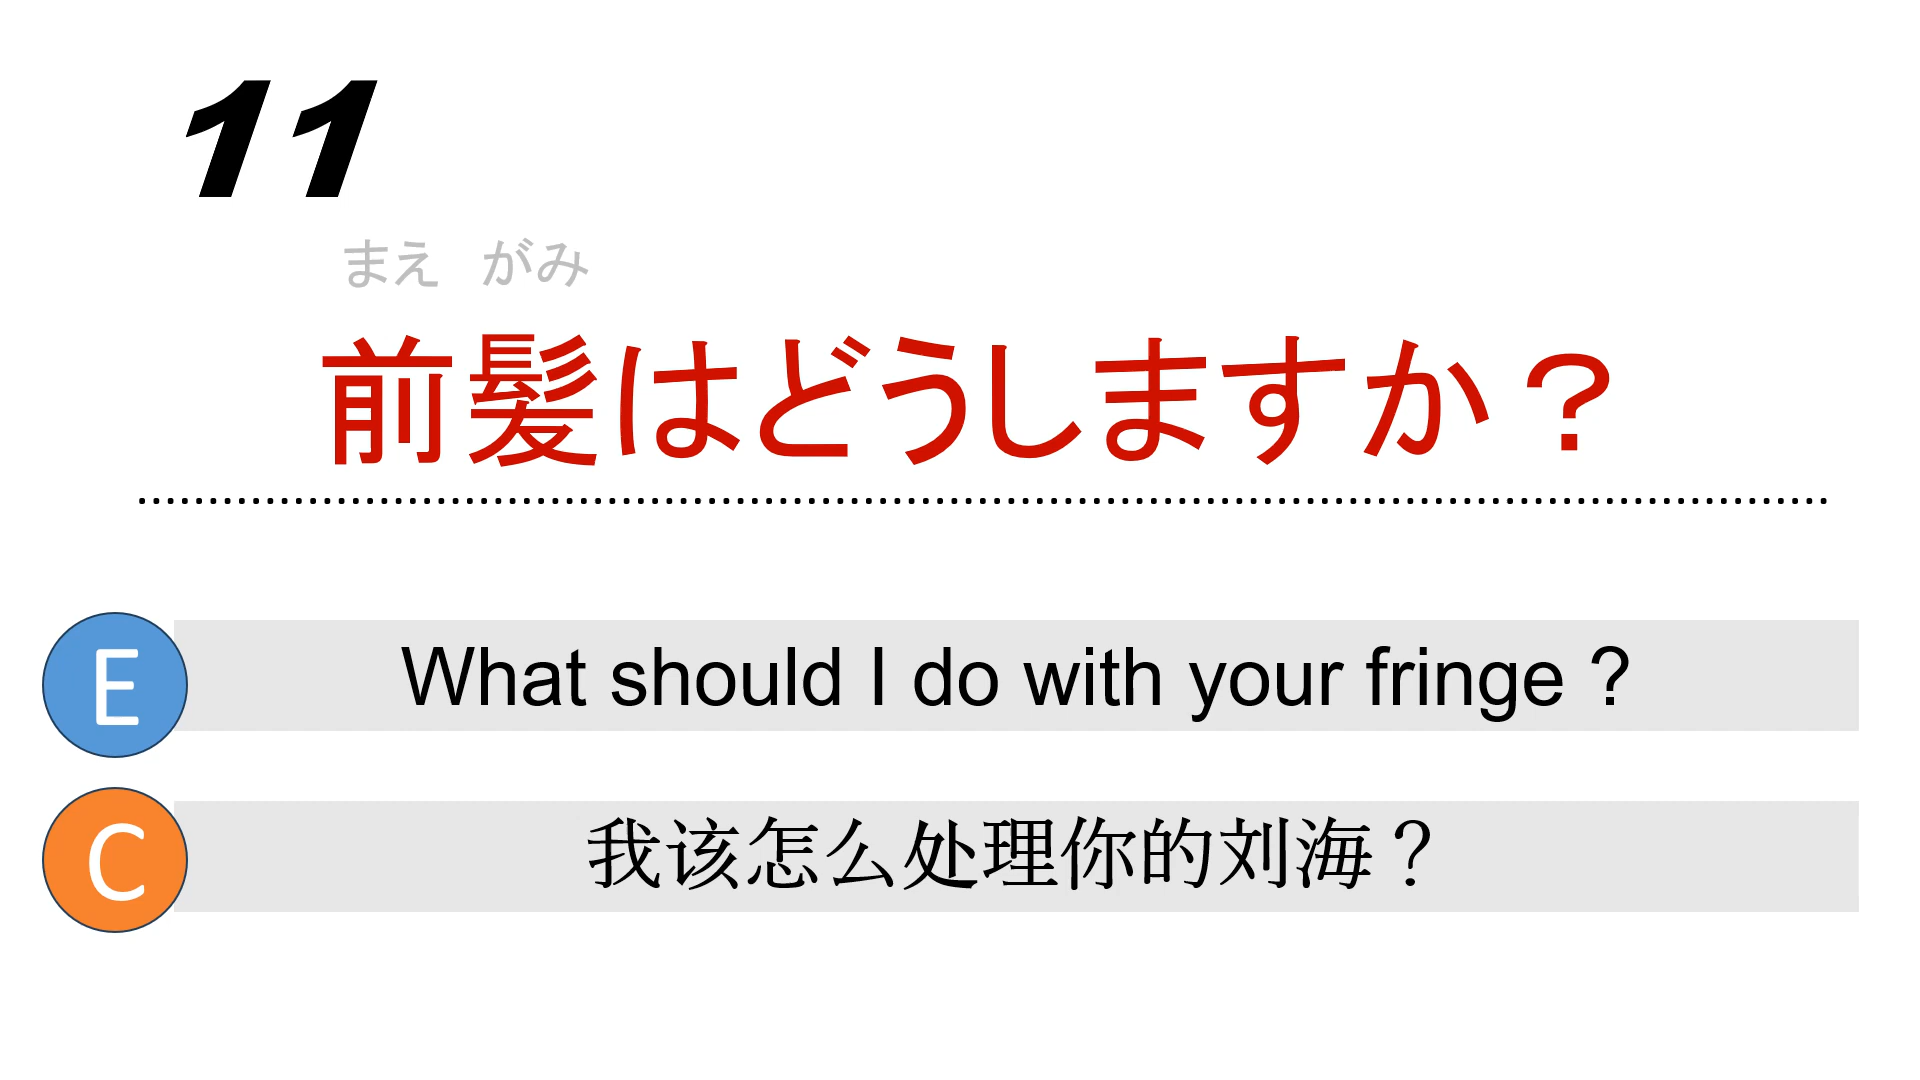 11
まえ がみ
前髪はどうしますか？
E
What should I do with your fringe ?
C
我该怎么处理你的刘海？